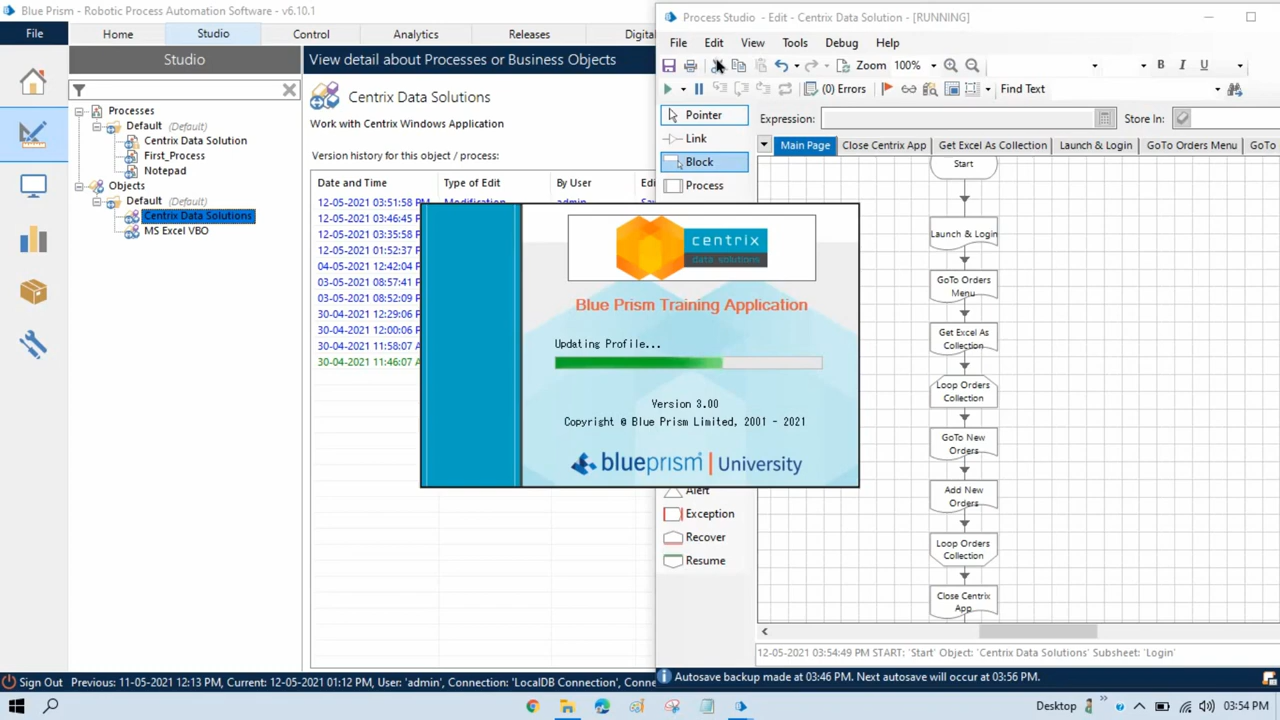 Blue Prism - Robotic Process Automation Software - v6.10.1
File
Home
Studio
Control
Analytics
Releases
Studio
View detail about Processes or Business Objects
Processes
Default (Default)
Centrix Data Solution
First_Process
Notepad
Objects
Default (Default)
Centrix Data Solutions
MS Excel VBO
Centrix Data Solutions
Work with Centrix Windows Application
Version history for this object / process:
Date and Time
Type of Edit
By User
12-05-2021 03:51:58 PM
Modification
admin
12-05-2021 03:46:45
12-05-2021 03:35:58
12-05-2021 01:52:37
04-05-2021 12:42:04
03-05-2021 08:57:41
03-05-2021 08:52:09
30-04-2021 12:29:06
30-04-2021 12:00:06
30-04-2021 11:58:07
30-04-2021 11:46:07
centrix
data solutions
Blue Prism Training Application
Updating Profile...
Version 3.00
Copyright @ Blue Prism Limited, 2001 - 2021
blueprism | University
Process Studio - Edit - Centrix Data Solution - [RUNNING]
File Edit View Tools Debug Help
Zoom 100%
B I U
(0) Errors
Find Text
Expression:
Store In:
Pointer
Link
Block
Process
Alert
Exception
Recover
Resume
Main Page
Close Centrix App
Get Excel As Collection
Launch & Login
GoTo Orders Menu
GoTo
Start
Launch & Login
GoTo Orders
Menu
Get Excel As
Collection
Loop Orders
Collection
GoTo New
Orders
Add New
Orders
Loop Orders
Collection
Close Centrix
App
12-05-2021 03:54:49 PM START: 'Start' Object: 'Centrix Data Solutions' Subsheet: 'Login'
Autosave backup made at 03:46 PM. Next autosave will occur at 03:56 PM.
Sign Out
Previous: 11-05-2021 12:13 PM, Current: 12-05-2021 01:12 PM, User: 'admin', Connection: 'LocalDB Connection',
Desktop
03:54 PM